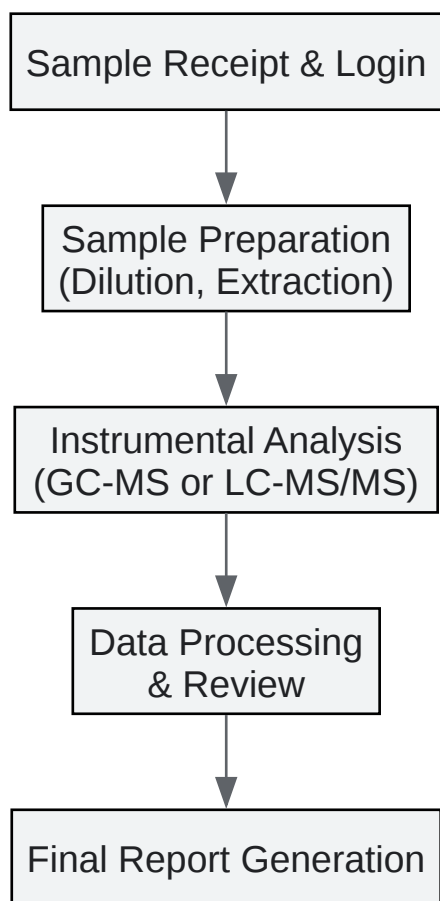 Sample Receipt & Login
Sample Preparation
(Dilution, Extraction)
Instrumental Analysis
(GC-MS or LC-MS/MS)
Data Processing
& Review
Final Report Generation